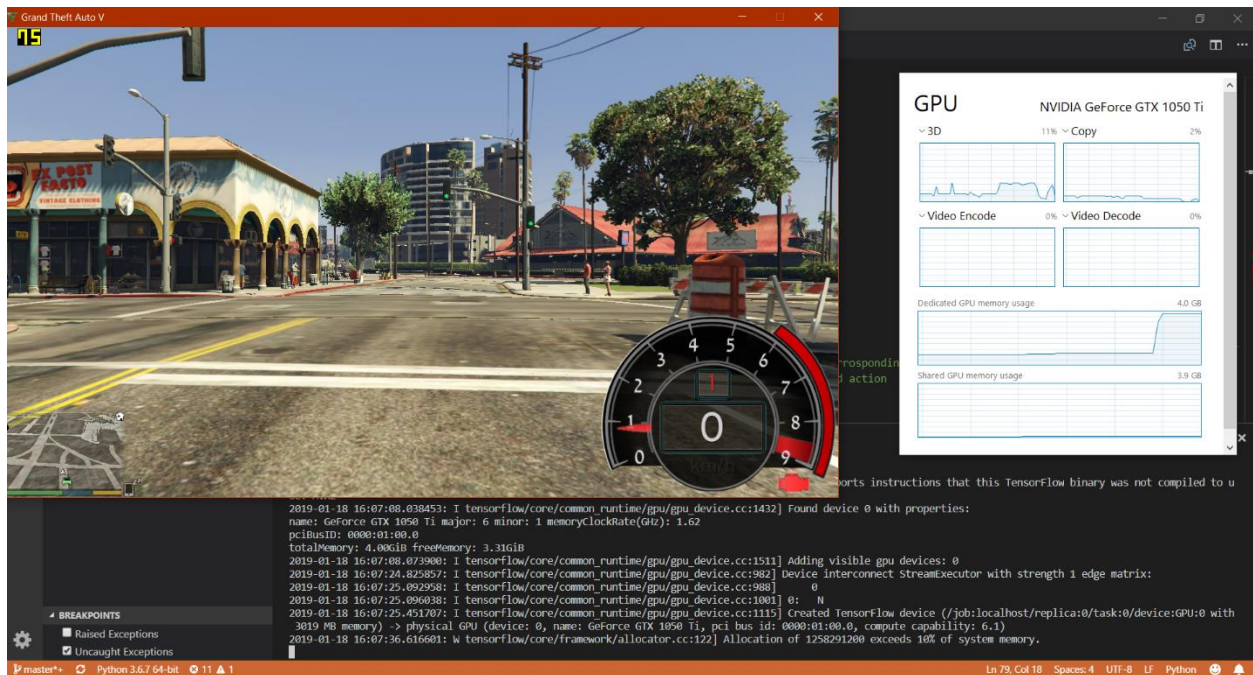 Grand Theft Auto V
75
EX POST
FACTO
VINTAGE CLOTHING
0
1
2
3
4
5
6
7
8
9
1
0
km/h
GPU
NVIDIA GeForce GTX 1050 Ti
3D 11%
Copy 2%
Video Encode 0%
Video Decode 0%
Dedicated GPU memory usage 4.0 GB
Shared GPU memory usage 3.9 GB
action
instructions that this TensorFlow binary was not compiled to u
2019-01-18 16:07:08.038453: I tensorflow/core/common_runtime/gpu/gpu_device.cc:1432] Found device 0 with properties:
name: GeForce GTX 1050 Ti major: 6 minor: 1 memoryClockRate(GHz): 1.62
pciBusID: 0000:01:00.0
totalMemory: 4.00GiB freeMemory: 3.31GiB
2019-01-18 16:07:08.073900: I tensorflow/core/common_runtime/gpu/gpu_device.cc:1511] Adding visible gpu devices: 0
2019-01-18 16:07:24.825857: I tensorflow/core/common_runtime/gpu/gpu_device.cc:982] Device interconnect StreamExecutor with strength 1 edge matrix:
2019-01-18 16:07:25.092958: I tensorflow/core/common_runtime/gpu/gpu_device.cc:988] 0
2019-01-18 16:07:25.096038: I tensorflow/core/common_runtime/gpu/gpu_device.cc:1001] 0: N
2019-01-18 16:07:25.451707: I tensorflow/core/common_runtime/gpu/gpu_device.cc:1115] Created TensorFlow device (/job:localhost/replica:0/task:0/device:GPU:0 with
3019 MB memory) -> physical GPU (device: 0, name: GeForce GTX 1050 Ti, pci bus id: 0000:01:00.0, compute capability: 6.1)
2019-01-18 16:07:36.616601: W tensorflow/core/framework/allocator.cc:122] Allocation of 1258291200 exceeds 10% of system memory.
BREAKPOINTS
Raised Exceptions
Uncaught Exceptions
master*+ Python 3.6.7 64-bit 11 1 Ln 79, Col 18 Spaces: 4 UTF-8 LF Python